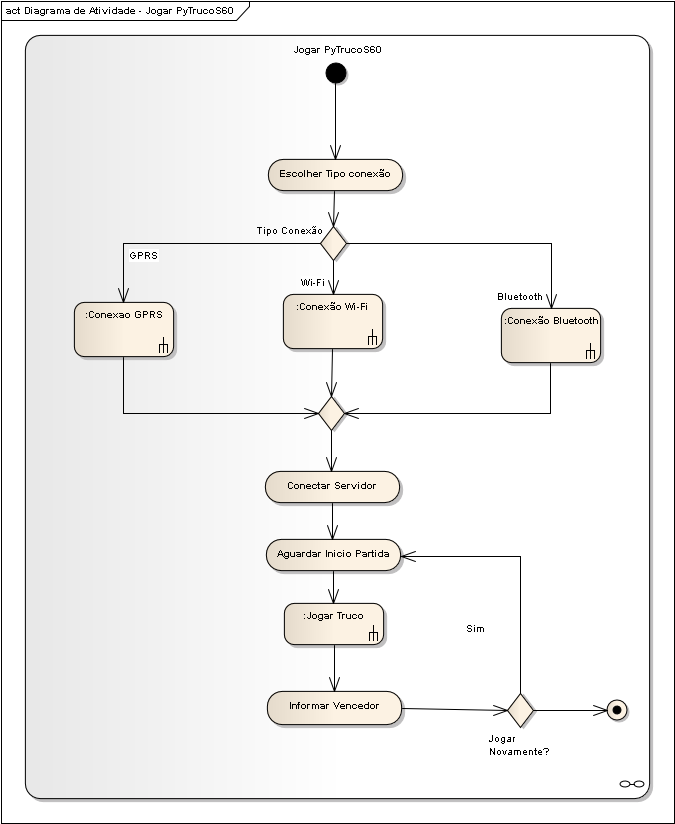 act Diagrama de Atividade - Jogar PyTrucoS60
Jogar PyTrucoS60
Escolher Tipo conexão
Tipo Conexão
GPRS
Wi-Fi
Bluetooth
:Conexao GPRS
:Conexão Wi-Fi
:Conexão Bluetooth
Conectar Servidor
Aguardar Inicio Partida
:Jogar Truco
Sim
Informar Vencedor
Jogar
Novamente?